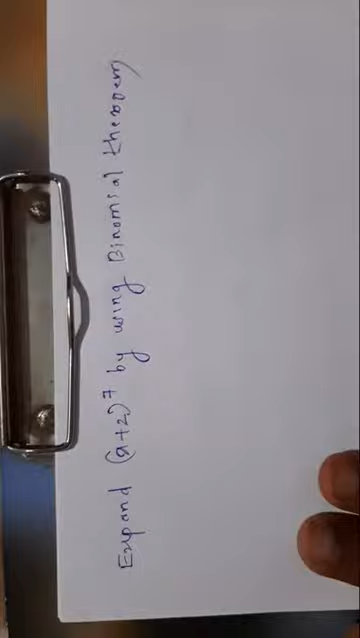 Expand (x+2)⁷ by using Binomial theorem